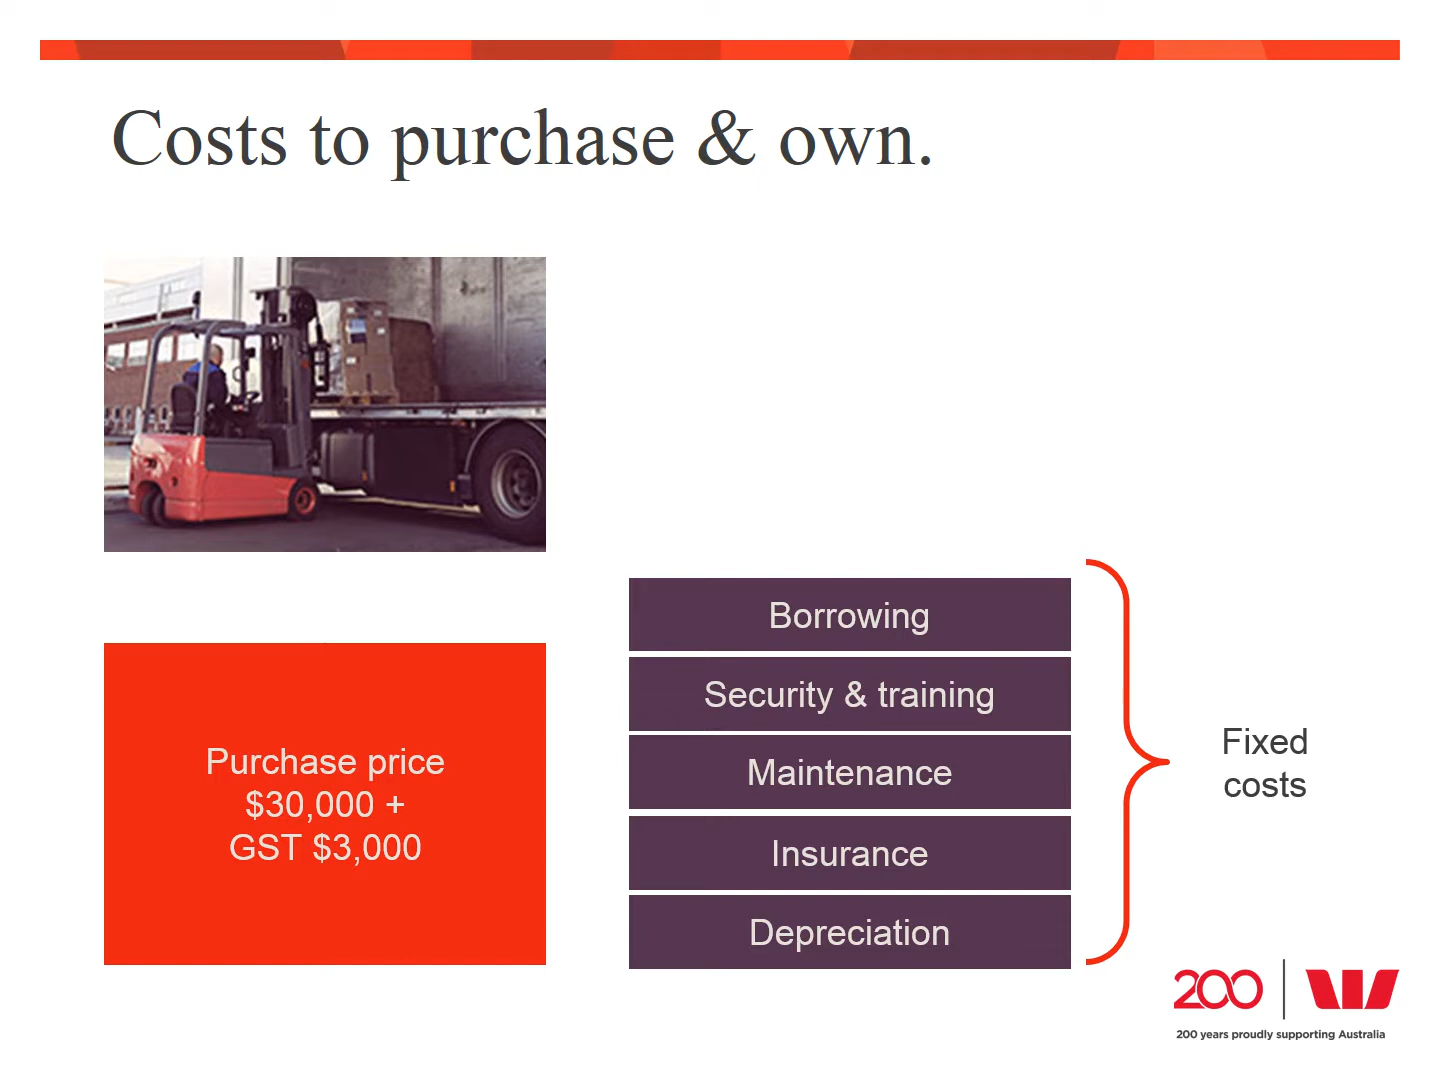 Costs to purchase & own.
Purchase price
$30,000 +
GST $3,000
Borrowing
Security & training
Maintenance
Insurance
Depreciation
Fixed
costs
200
200 years proudly supporting Australia